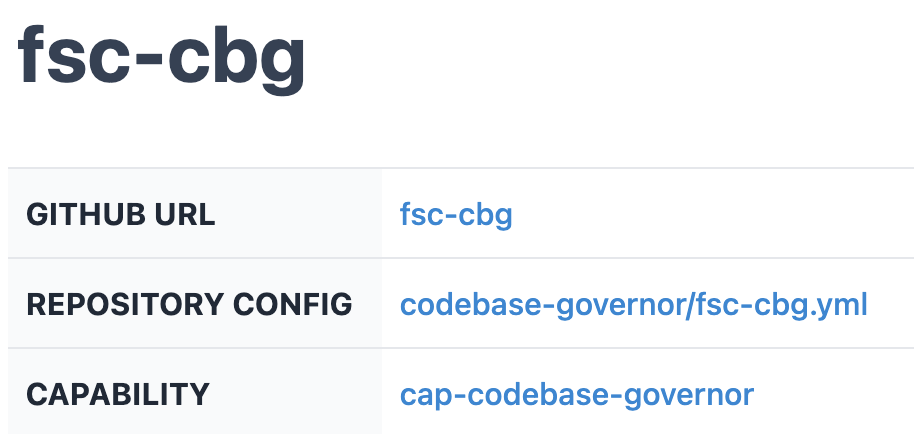 fsc-cbg
GITHUB URL fsc-cbg
REPOSITORY CONFIG codebase-governor/fsc-cbg.yml
CAPABILITY cap-codebase-governor